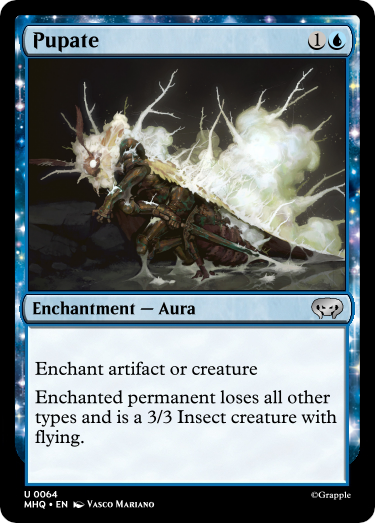 Pupate 1
Enchantment — Aura
Enchant artifact or creature
Enchanted permanent loses all other
types and is a 3/3 Insect creature with
flying.
U 0064
MHQ • EN Vasco Mariano
©Grapple